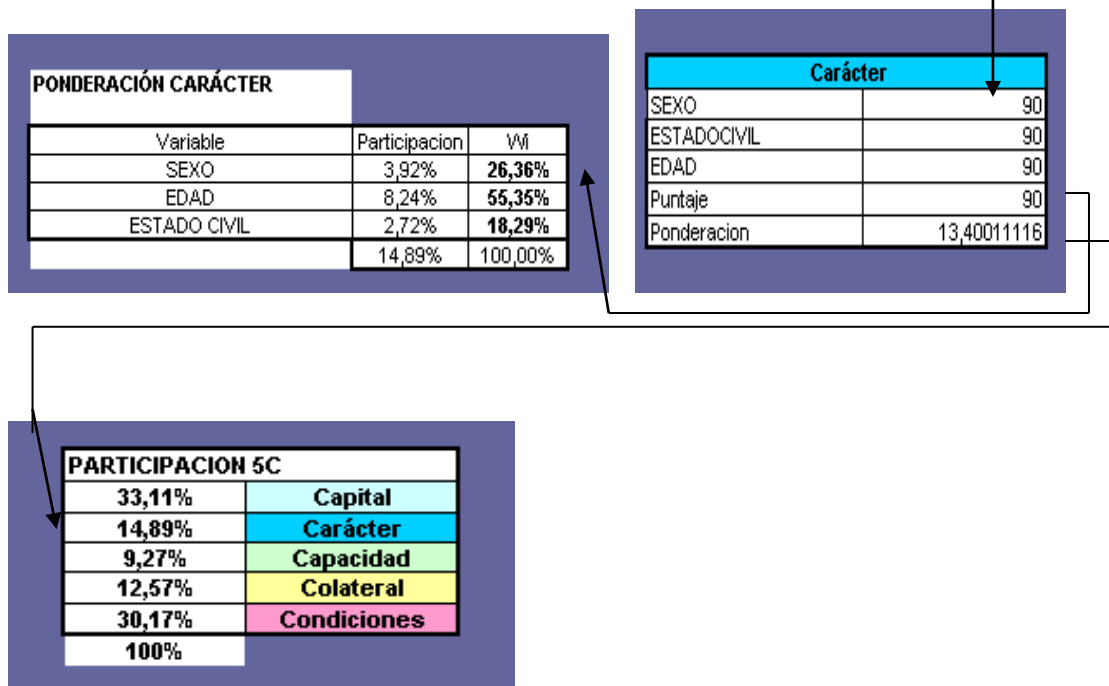 PONDERACIÓN CARÁCTER
Variable Participacion Wi
SEXO 3,92% 26,36%
EDAD 8,24% 55,35%
ESTADO CIVIL 2,72% 18,29%
14,89% 100,00%
Carácter
SEXO 90
ESTADOCIVIL 90
EDAD 90
Puntaje 90
Ponderacion 13,40011116
PARTICIPACION 5C
33,11% Capital
14,89% Carácter
9,27% Capacidad
12,57% Colateral
30,17% Condiciones
100%